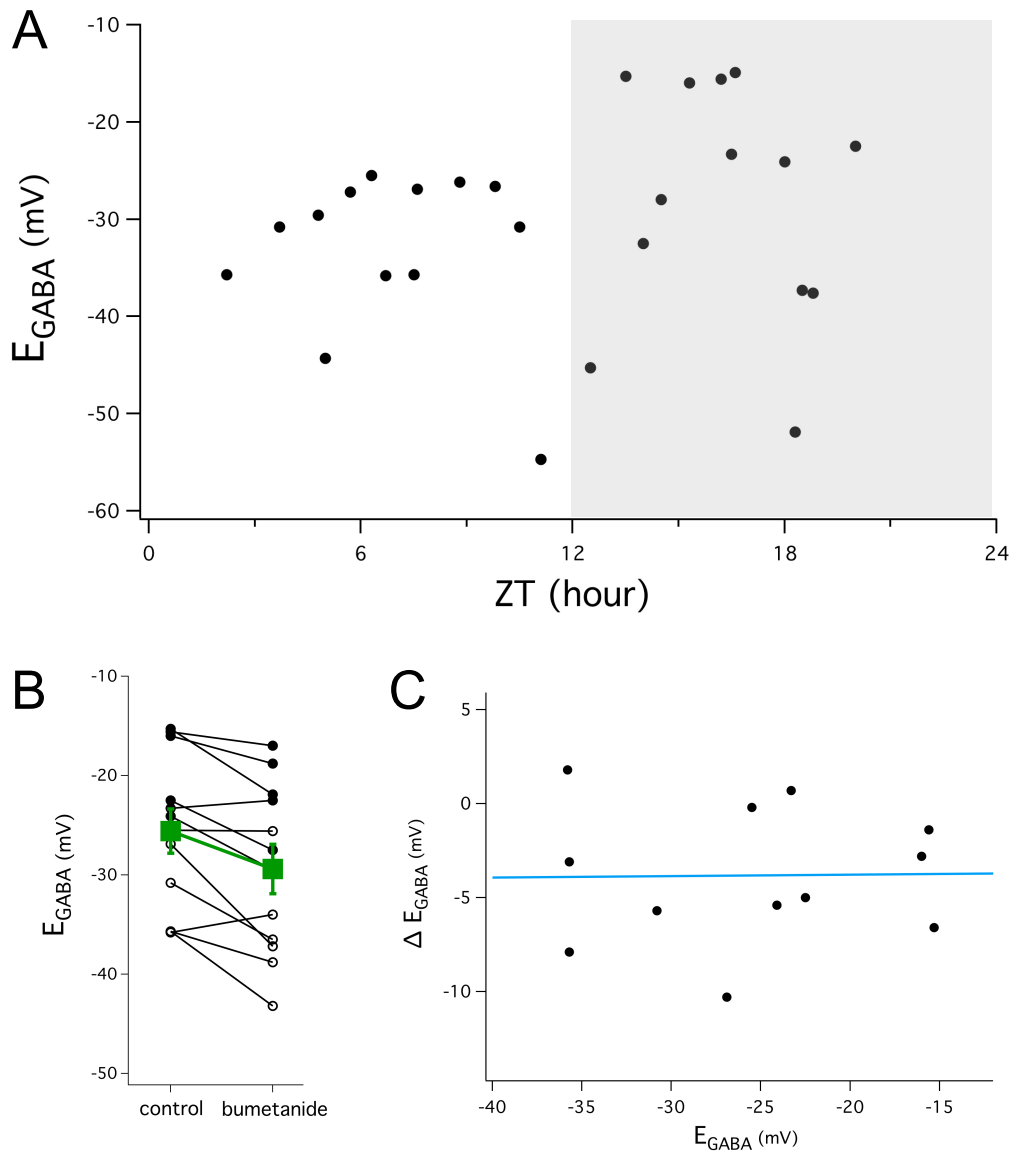 A
-10
-20
-30
-40
-50
-60
EGABA (mV)
0 6 12 18 24
ZT (hour)
B
-10
-20
-30
-40
-50
EGABA (mV)
control bumetanide
C
5
0
-5
-10
Δ EGABA (mV)
-40 -35 -30 -25 -20 -15
EGABA (mV)